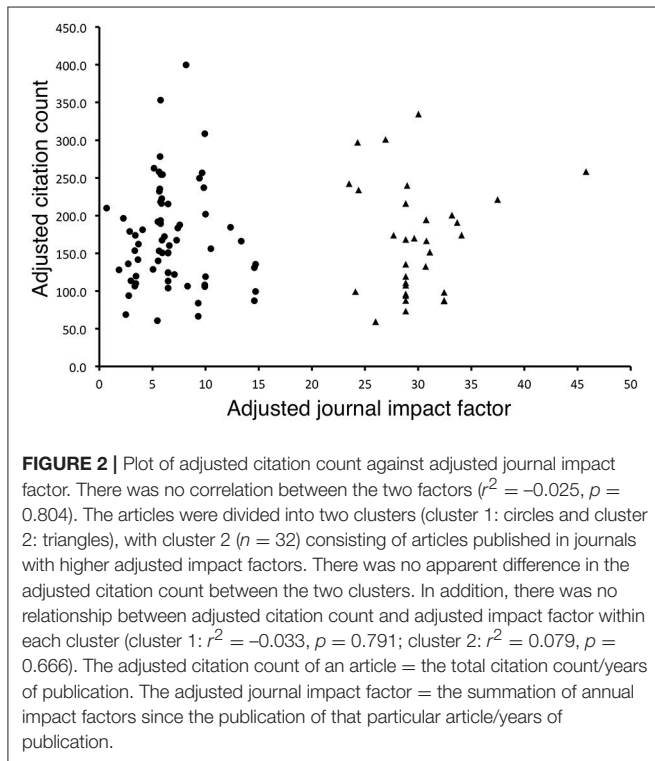 450.0
400.0
350.0
300.0
250.0
200.0
150.0
100.0
50.0
0.0
Adjusted citation count
0 5 10 15 20 25 30 35 40 45 50
Adjusted journal impact factor
FIGURE 2 | Plot of adjusted citation count against adjusted journal impact
factor. There was no correlation between the two factors (r² = –0.025, p =
0.804). The articles were divided into two clusters (cluster 1: circles and cluster
2: triangles), with cluster 2 (n = 32) consisting of articles published in journals
with higher adjusted impact factors. There was no apparent difference in the
adjusted citation count between the two clusters. In addition, there was no
relationship between adjusted citation count and adjusted impact factor within
each cluster (cluster 1: r² = –0.033, p = 0.791; cluster 2: r² = 0.079, p =
0.666). The adjusted citation count of an article = the total citation count/years
of publication. The adjusted journal impact factor = the summation of annual
impact factors since the publication of that particular article/years of
publication.